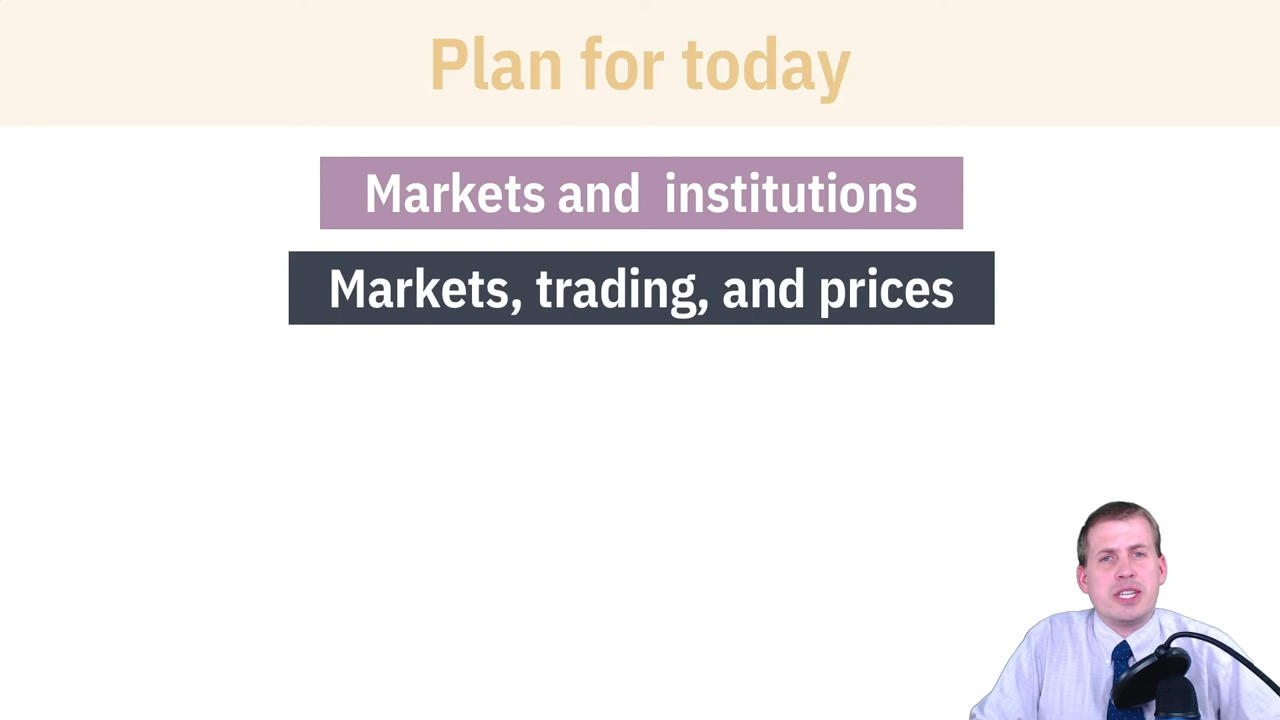 Plan for today
Markets and  institutions
Markets, trading, and prices